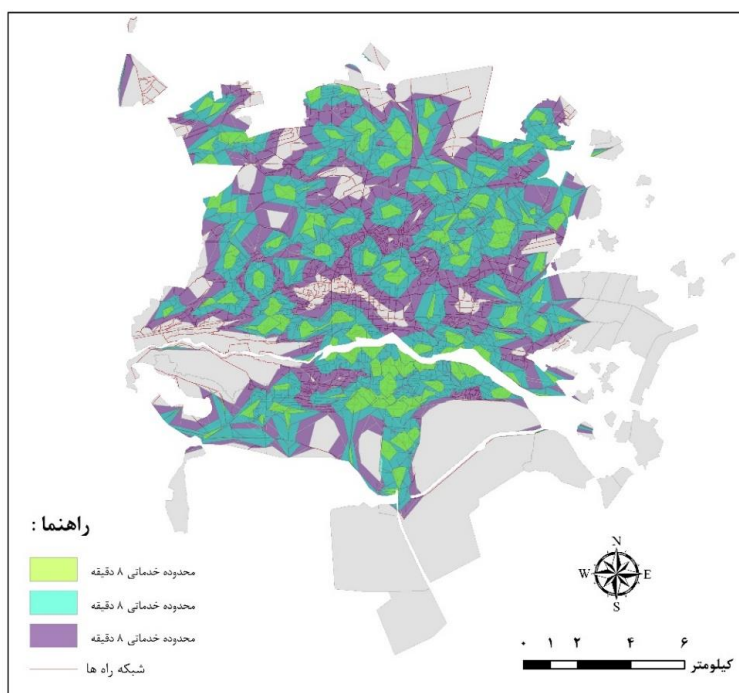 راهنما :
محدوده خدماتی ۸ دقیقه
محدوده خدماتی ۸ دقیقه
محدوده خدماتی ۸ دقیقه
شبکه راه ها
N
W E
S
۰ ۱ ۲ ۴ ۶
کیلومتر